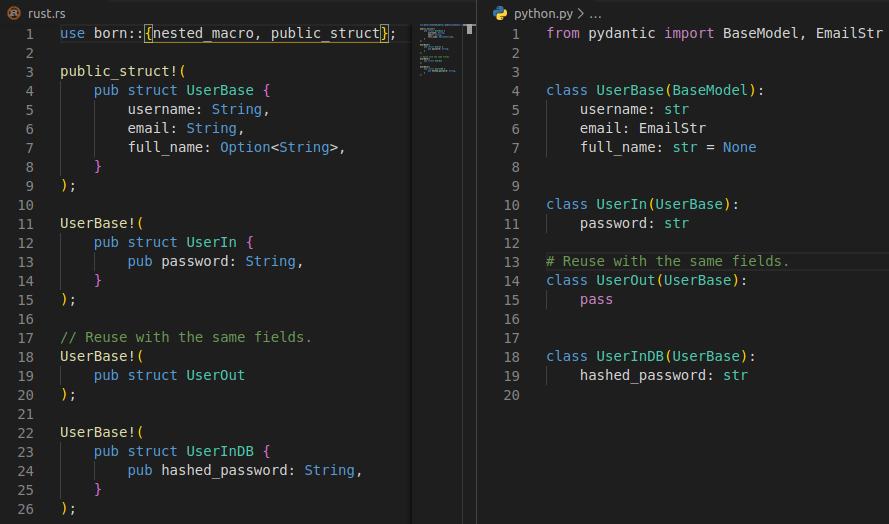 rust.rs
1 use born::{nested_macro, public_struct};
2
3 public_struct!(
4     pub struct UserBase {
5         username: String,
6         email: String,
7         full_name: Option<String>,
8     }
9 );
10
11 UserBase!(
12     pub struct UserIn {
13         pub password: String,
14     }
15 );
16
17 // Reuse with the same fields.
18 UserBase!(
19     pub struct UserOut
20 );
21
22 UserBase!(
23     pub struct UserInDB {
24         pub hashed_password: String,
25     }
26 );
python.py > ...
1 from pydantic import BaseModel, EmailStr
2
3
4 class UserBase(BaseModel):
5     username: str
6     email: EmailStr
7     full_name: str = None
8
9
10 class UserIn(UserBase):
11     password: str
12
13 # Reuse with the same fields.
14 class UserOut(UserBase):
15     pass
16
17
18 class UserInDB(UserBase):
19     hashed_password: str
20